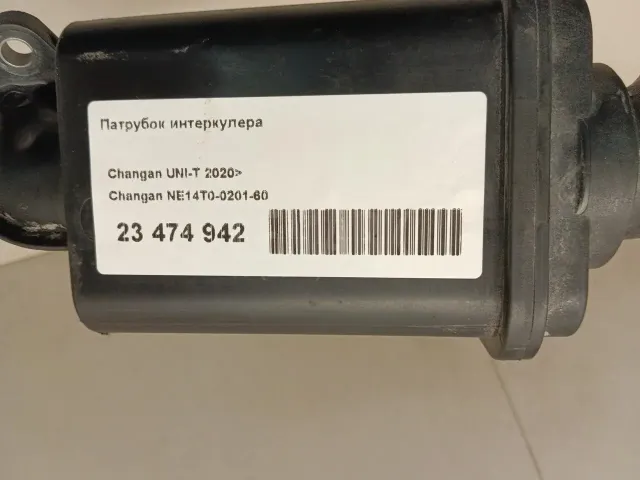 Патрубок интеркулера
Changan UNI-T 2020>
Changan NE14T0-0201-60
23 474 942